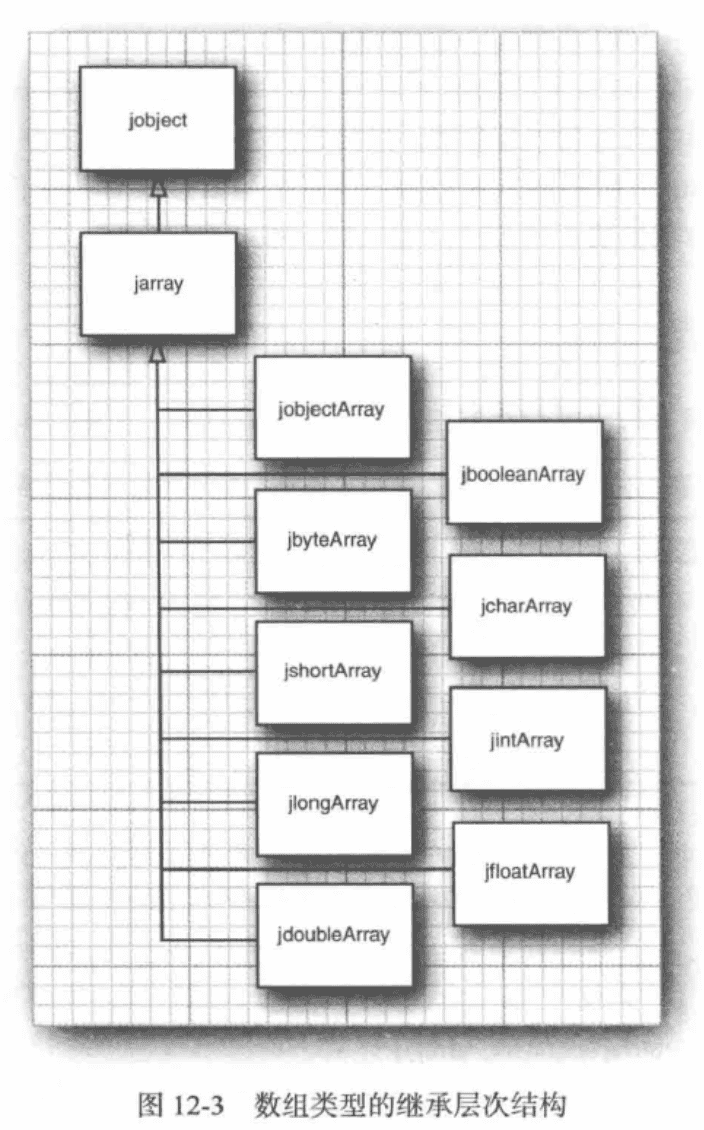 jobject
jarray
jobjectArray
jbooleanArray
jbyteArray
jcharArray
jshortArray
jintArray
jlongArray
jfloatArray
jdoubleArray
图 12-3 数组类型的继承层次结构